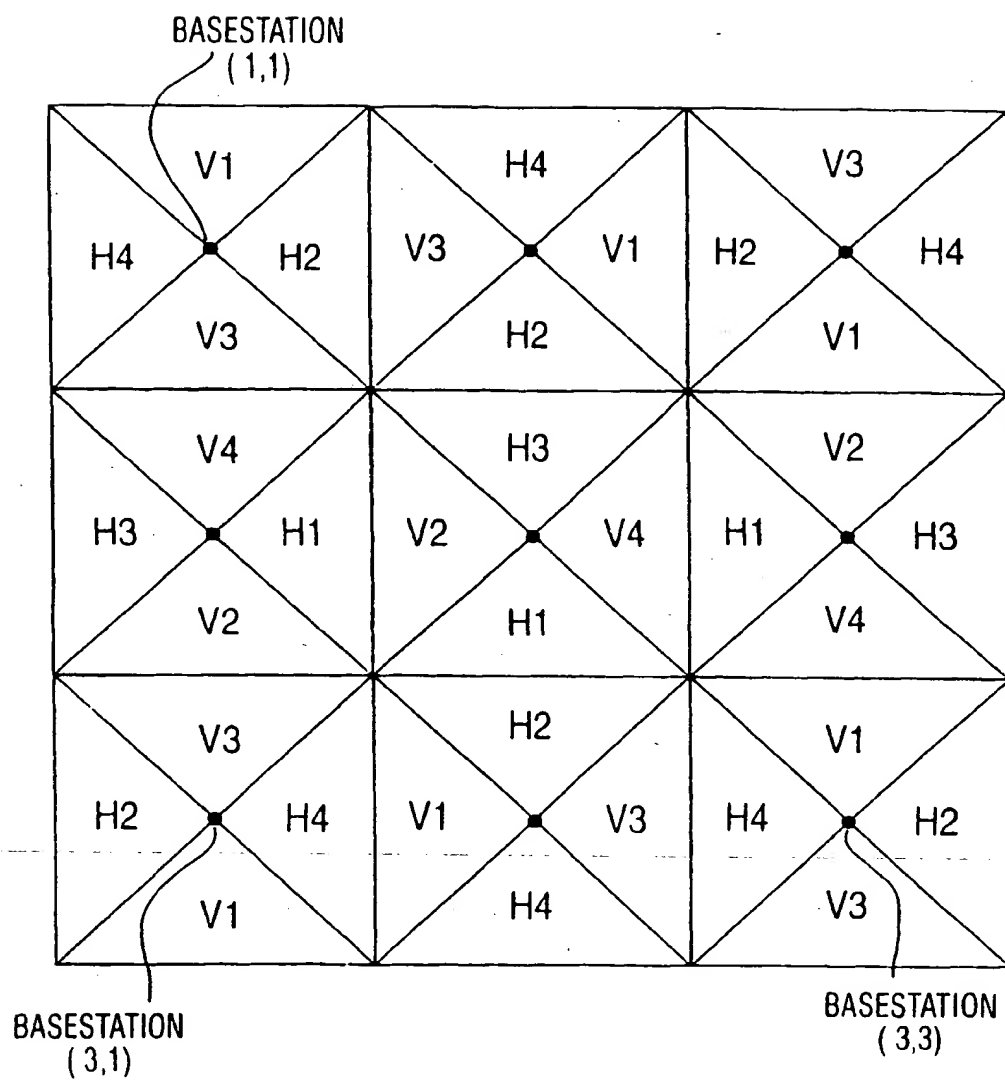 BASESTATION
(1,1)
V1
H4
V3
H4 H2
V3 V1
H2 H4
V3
H2
V1
V4
H3
V2
H3 H1
V2 V4
H1 H3
V2
H1
V4
V3
H2
V1
H2 H4
V1 V3
H4 H2
V1
H4
V3
BASESTATION
(3,1)
BASESTATION
(3,3)